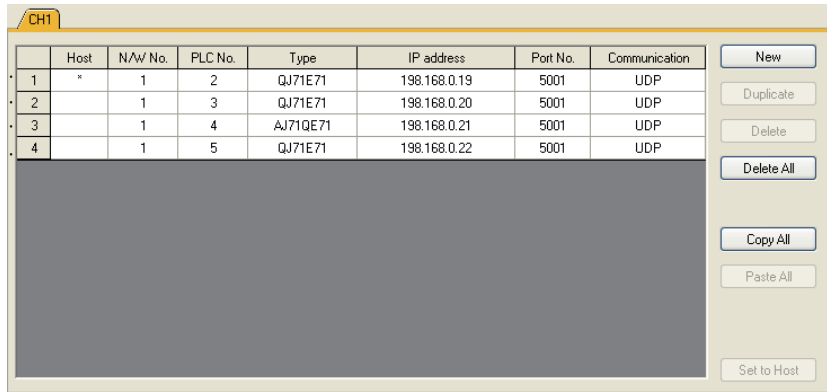 CH1
Host N/W No. PLC No. Type IP address Port No. Communication New
1 * 1 2 QJ71E71 198.168.0.19 5001 UDP
Duplicate
2 1 3 QJ71E71 198.168.0.20 5001 UDP
3 1 4 AJ71QE71 198.168.0.21 5001 UDP Delete
4 1 5 QJ71E71 198.168.0.22 5001 UDP
Delete All
Copy All
Paste All
Set to Host